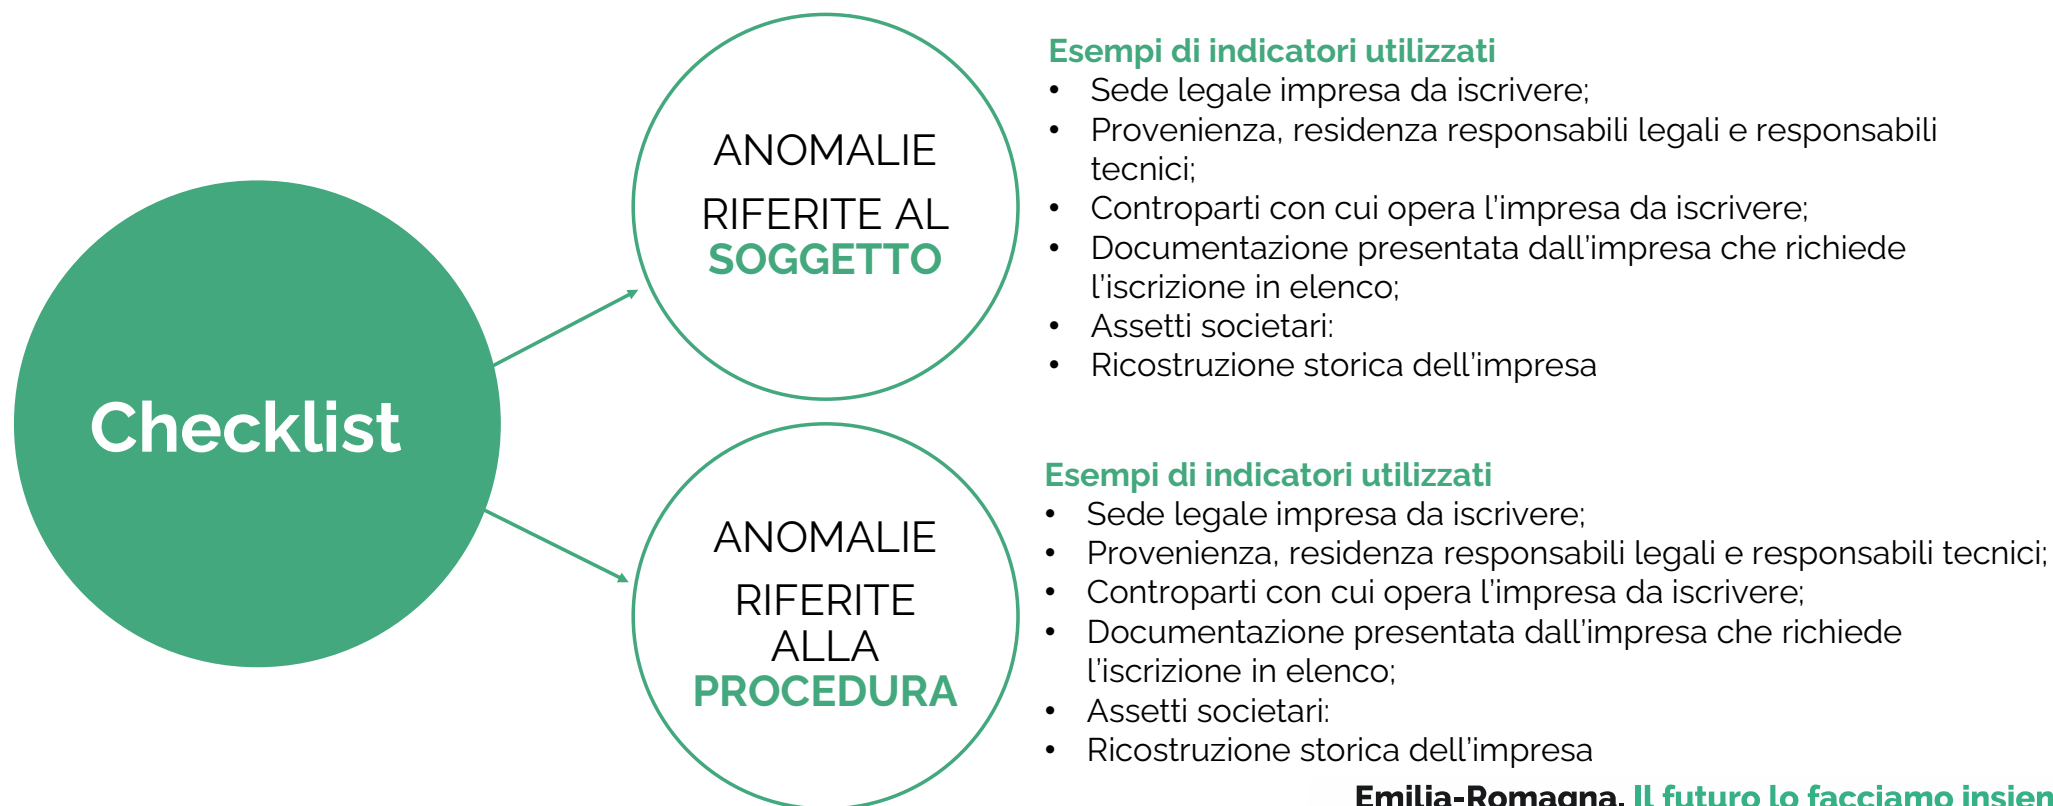 Checklist
ANOMALIE
RIFERITE AL
SOGGETTO
Esempi di indicatori utilizzati
• Sede legale impresa da iscrivere;
• Provenienza, residenza responsabili legali e responsabili
tecnici;
• Controparti con cui opera l’impresa da iscrivere;
• Documentazione presentata dall’impresa che richiede
l’iscrizione in elenco;
• Assetti societari:
• Ricostruzione storica dell’impresa
ANOMALIE
RIFERITE
ALLA
PROCEDURA
Esempi di indicatori utilizzati
• Sede legale impresa da iscrivere;
• Provenienza, residenza responsabili legali e responsabili tecnici;
• Controparti con cui opera l’impresa da iscrivere;
• Documentazione presentata dall’impresa che richiede
l’iscrizione in elenco;
• Assetti societari:
• Ricostruzione storica dell’impresa
Emilia-Romagna. Il futuro lo facciamo